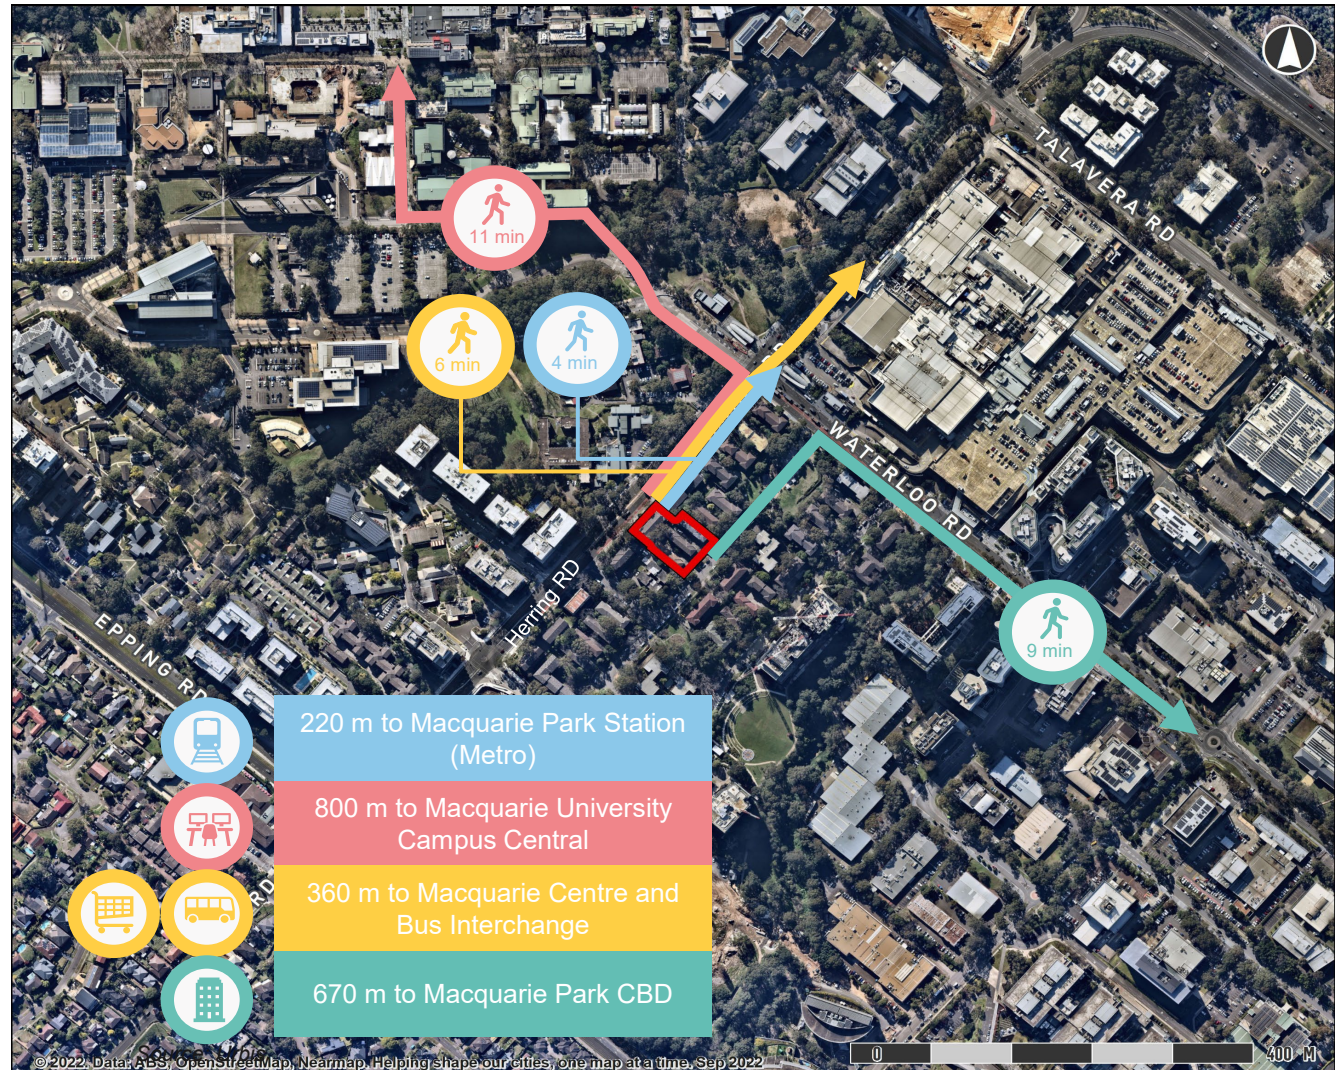 TALAVERA RD
11 min
6 min
4 min
WATERLOO RD
Herring RD
9 min
EPPING RD
220 m to Macquarie Park Station
(Metro)
800 m to Macquarie University
Campus Central
360 m to Macquarie Centre and
Bus Interchange
RD
670 m to Macquarie Park CBD
© 2022. Data: ABS, OpenStreetMap, Nearmap. Helping shape our cities, one map at a time. Sep 2022
0
400 M